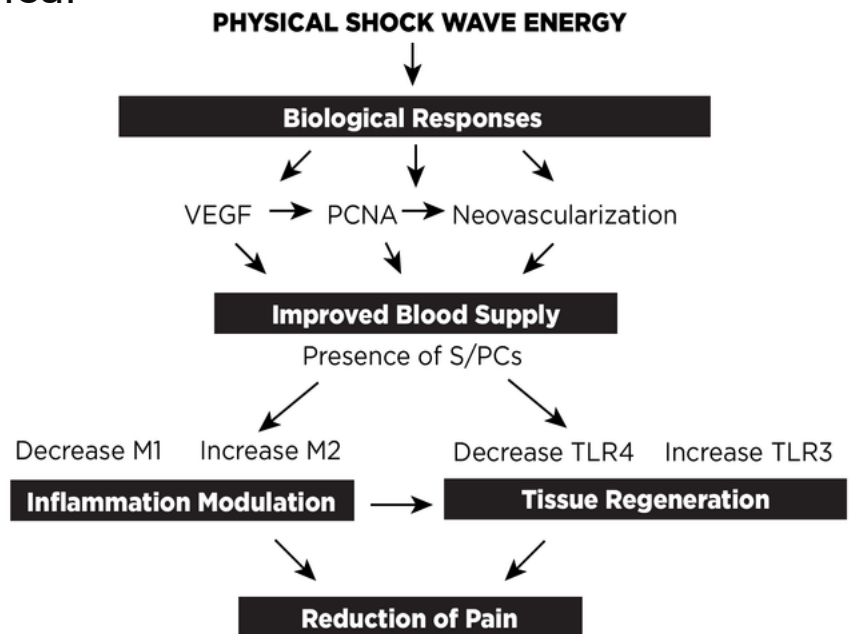 PHYSICAL SHOCK WAVE ENERGY
Biological Responses
VEGF PCNA Neovascularization
Improved Blood Supply
Presence of S/PCs
Decrease M1 Increase M2 Decrease TLR4 Increase TLR3
Inflammation Modulation Tissue Regeneration
Reduction of Pain